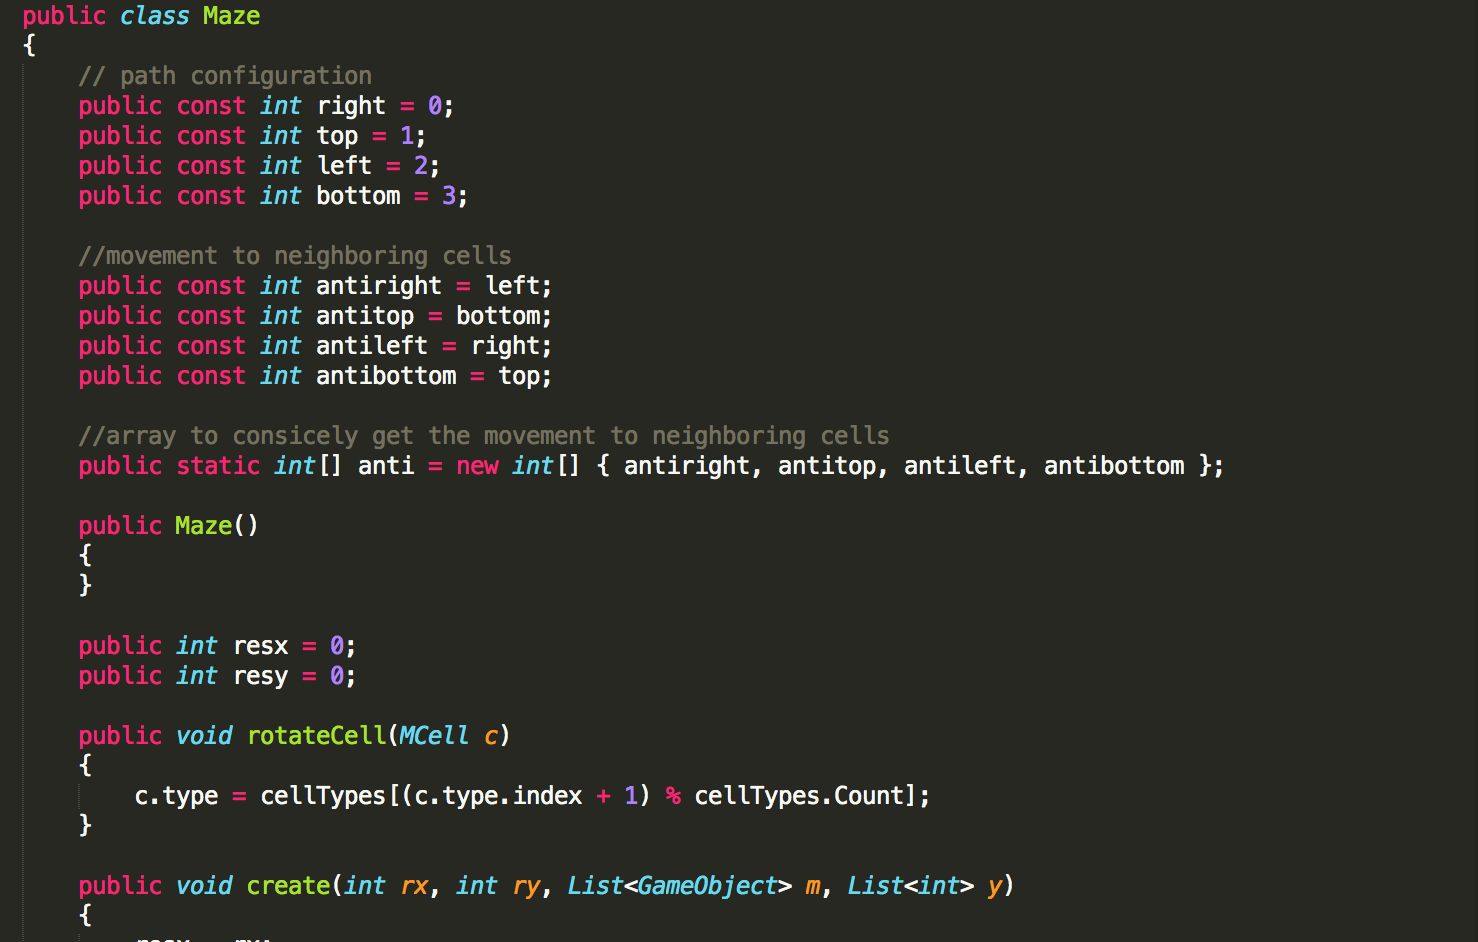 public class Maze
{
// path configuration
public const int right = 0;
public const int top = 1;
public const int left = 2;
public const int bottom = 3;
//movement to neighboring cells
public const int antiright = left;
public const int antitop = bottom;
public const int antileft = right;
public const int antibottom = top;
//array to consicely get the movement to neighboring cells
public static int[] anti = new int[] { antiright, antitop, antileft, antibottom };
public Maze()
{
}
public int resx = 0;
public int resy = 0;
public void rotateCell(MCell c)
{
c.type = cellTypes[(c.type.index + 1) % cellTypes.Count];
}
public void create(int rx, int ry, List<GameObject> m, List<int> y)
{